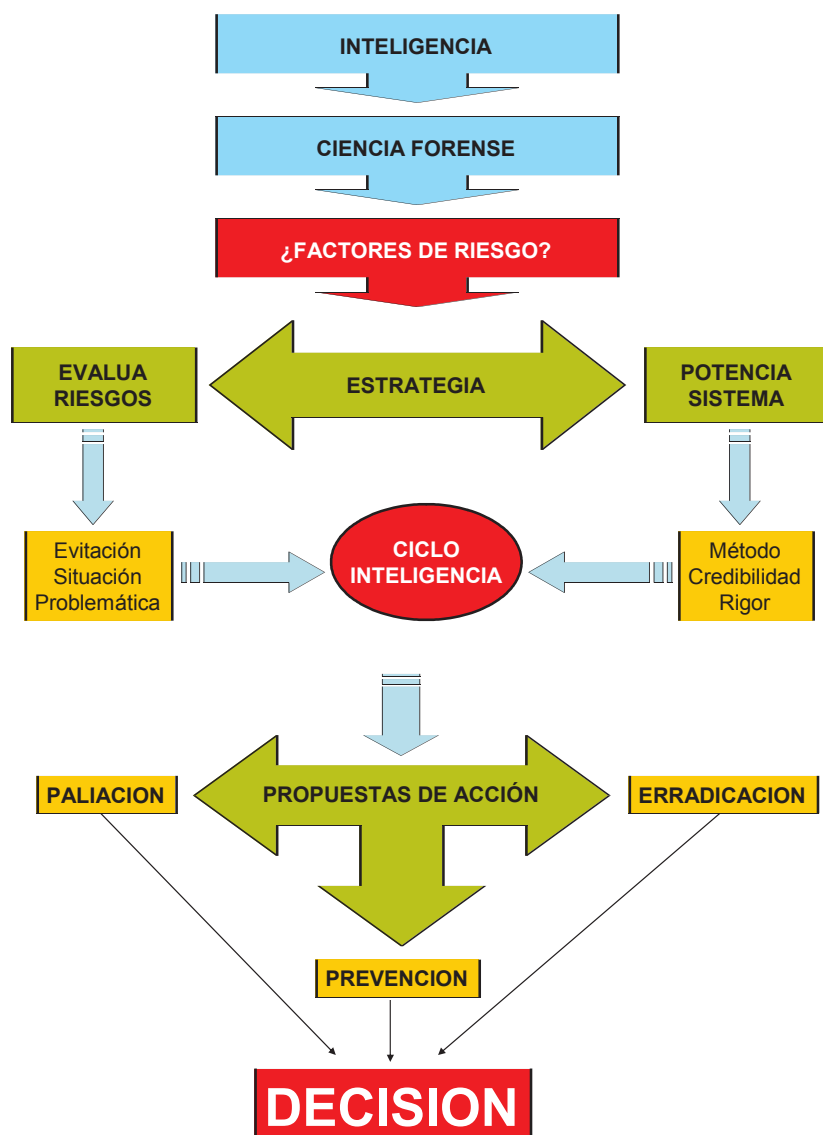 INTELIGENCIA
CIENCIA FORENSE
¿FACTORES DE RIESGO?
EVALUA
RIESGOS
ESTRATEGIA
POTENCIA
SISTEMA
Evitación
Situación
Problemática
CICLO
INTELIGENCIA
Método
Credibilidad
Rigor
PALIACION
PROPUESTAS DE ACCIÓN
ERRADICACION
PREVENCION
DECISION